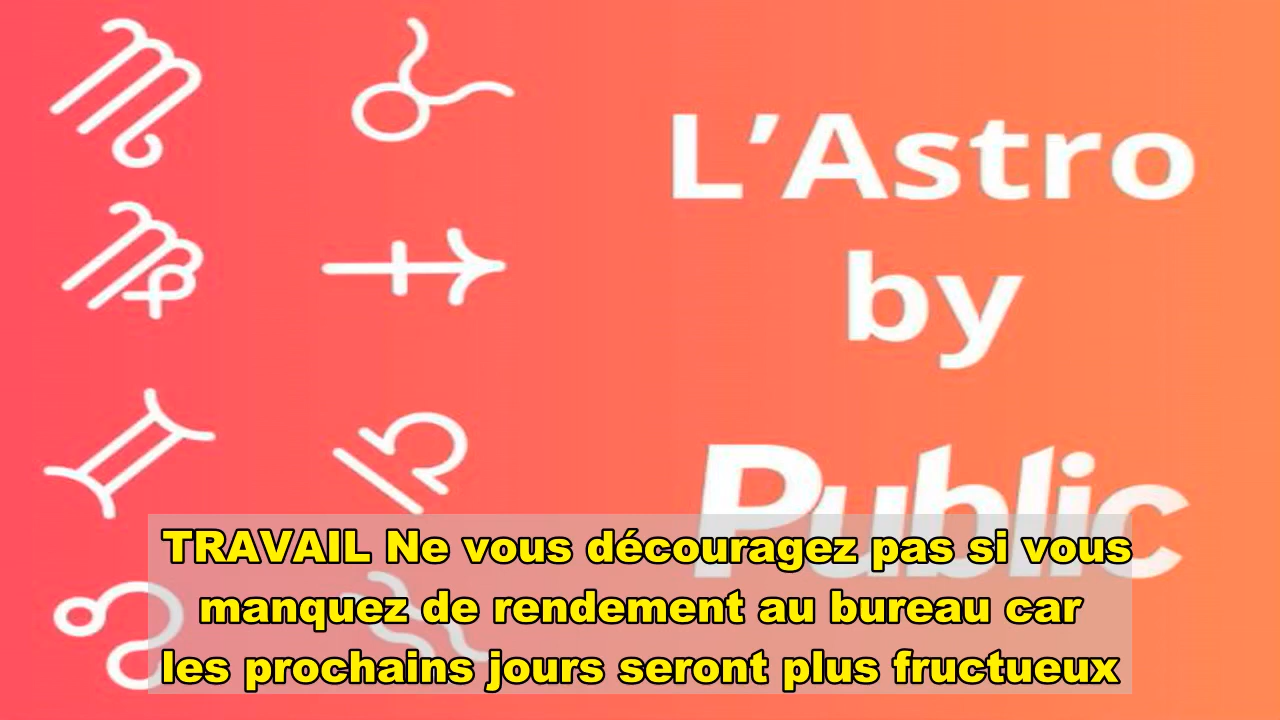 L'Astro
by
Public
TRAVAIL Ne vous découragez pas si vous
manquez de rendement au bureau car
les prochains jours seront plus fructueux